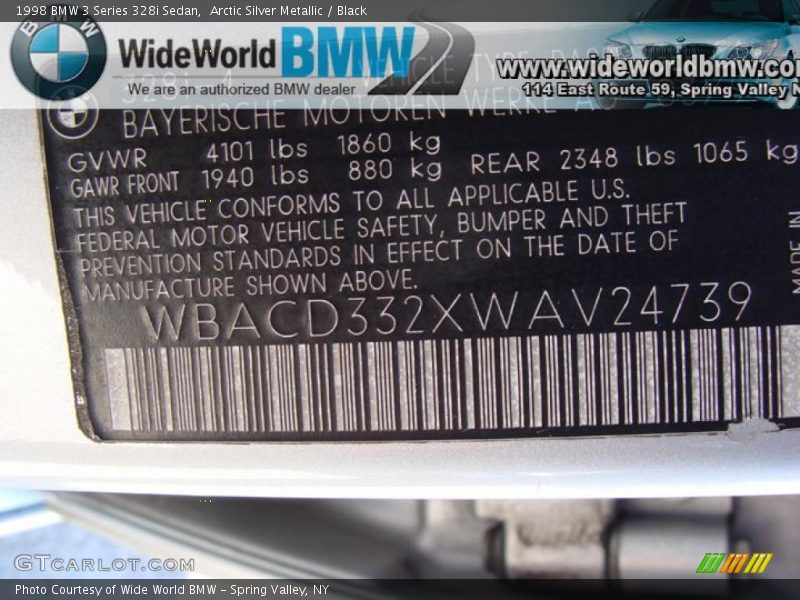 1998 BMW 3 Series 328i Sedan,  Arctic Silver Metallic / Black
BMW
WideWorld BMW
We are an authorized BMW dealer
www.wideworldbmw.co
114 East Route 59, Spring Valley N
BAYERISCHE MOTOREN WERKE A
GVWR 4101 lbs 1860 kg
GAWR FRONT 1940 lbs 880 kg REAR 2348 lbs 1065 kg
THIS VEHICLE CONFORMS TO ALL APPLICABLE U.S.
FEDERAL MOTOR VEHICLE SAFETY, BUMPER AND THEFT
PREVENTION STANDARDS IN EFFECT ON THE DATE OF
MANUFACTURE SHOWN ABOVE.
MADE IN
WBACD332XWAV24739
GTcarlot.com
Photo Courtesy of Wide World BMW – Spring Valley, NY